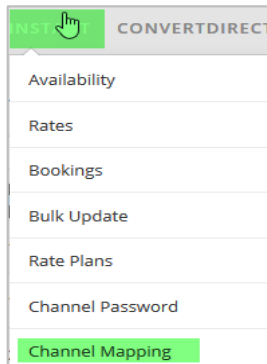 CONVERTDIRECT
Availability
Rates
Bookings
Bulk Update
Rate Plans
Channel Password
Channel Mapping